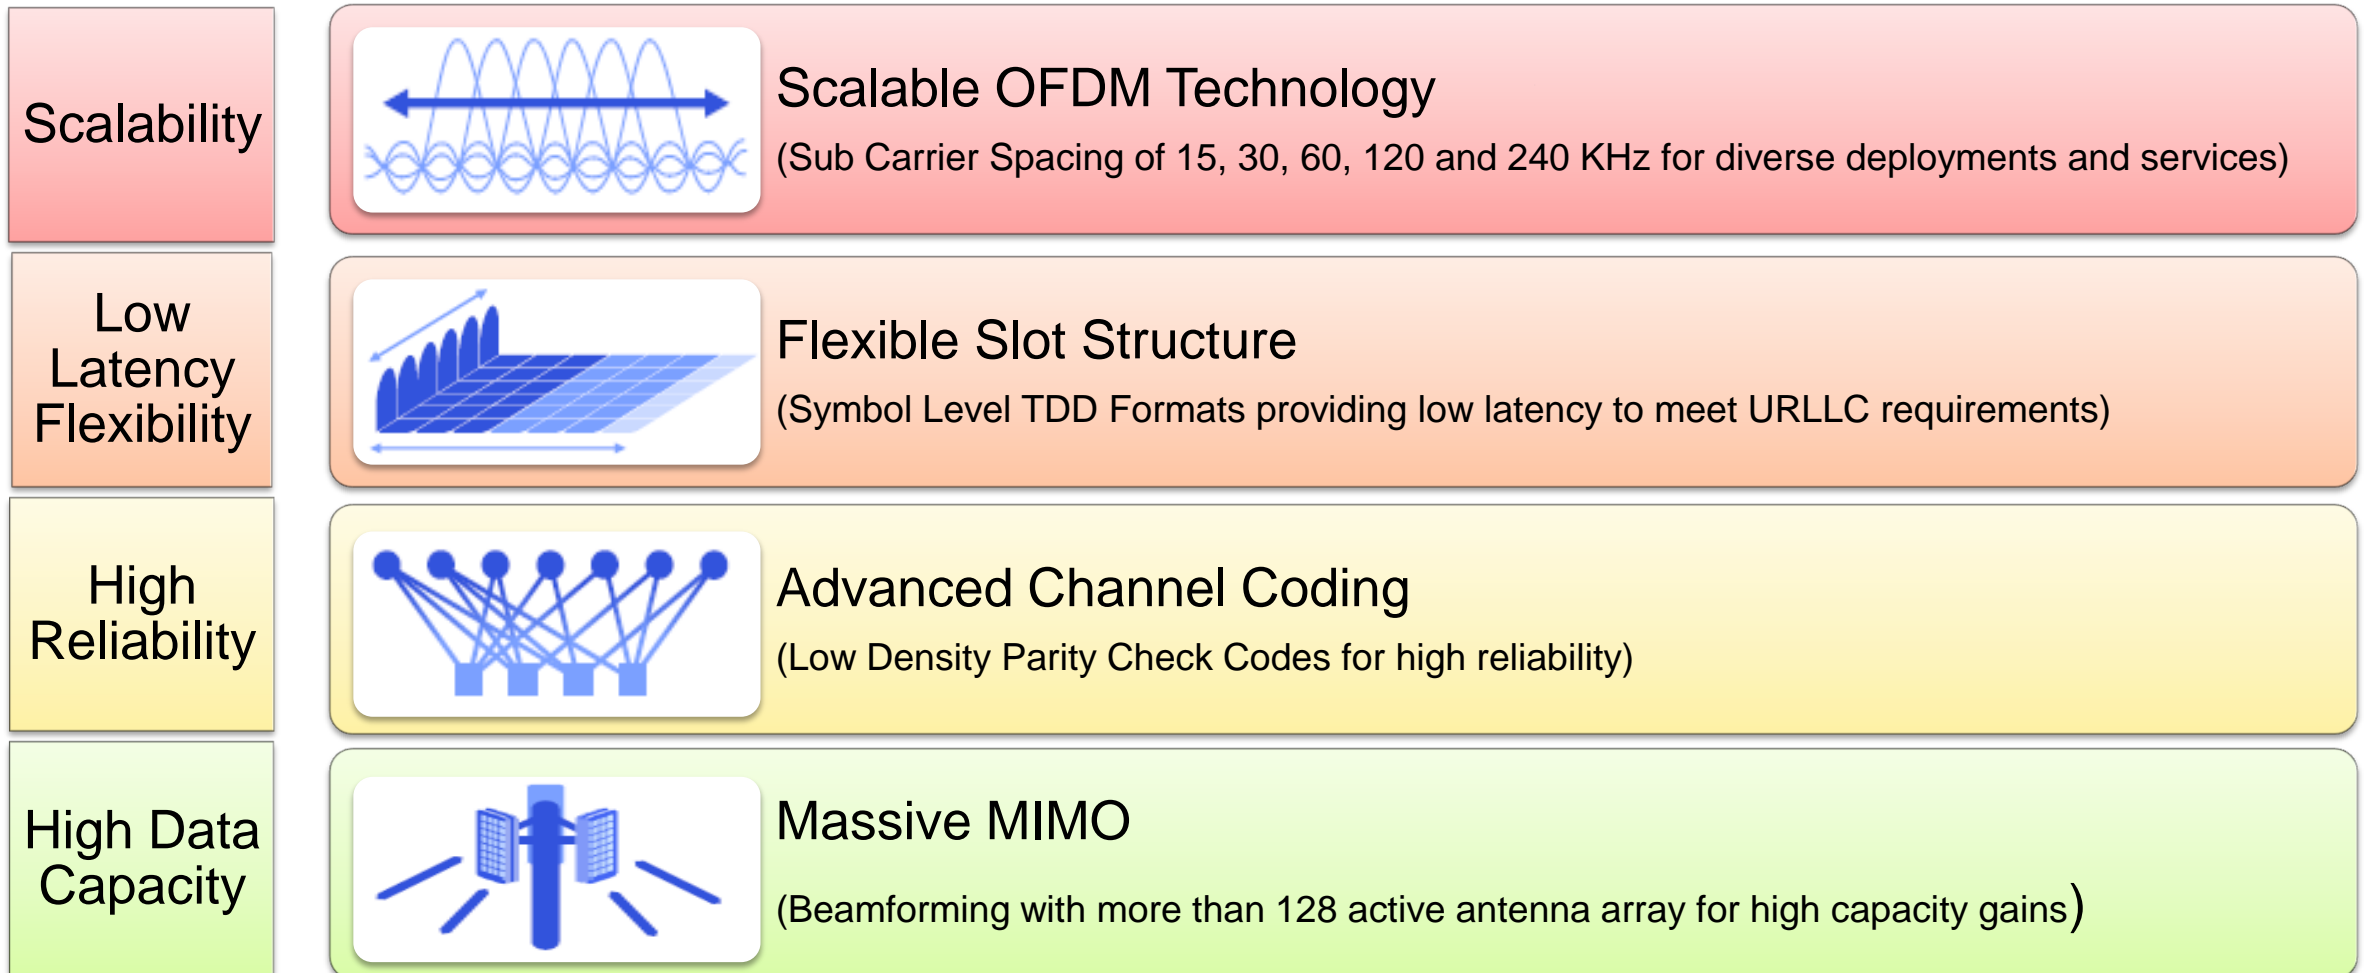 Scalability
Scalable OFDM Technology
(Sub Carrier Spacing of 15, 30, 60, 120 and 240 KHz for diverse deployments and services)
Low
Latency
Flexibility
Flexible Slot Structure
(Symbol Level TDD Formats providing low latency to meet URLLC requirements)
High
Reliability
Advanced Channel Coding
(Low Density Parity Check Codes for high reliability)
High Data
Capacity
Massive MIMO
(Beamforming with more than 128 active antenna array for high capacity gains)